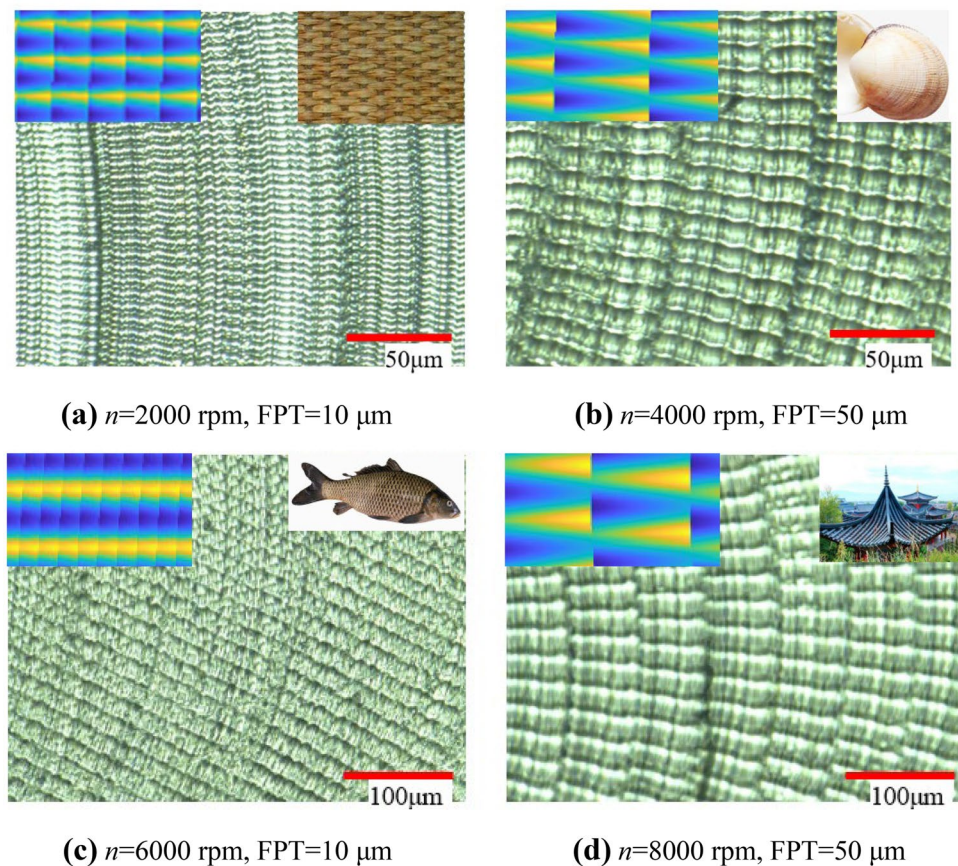 50μm
50μm
(a) n=2000 rpm, FPT=10 μm
(b) n=4000 rpm, FPT=50 μm
100μm
100μm
(c) n=6000 rpm, FPT=10 μm
(d) n=8000 rpm, FPT=50 μm